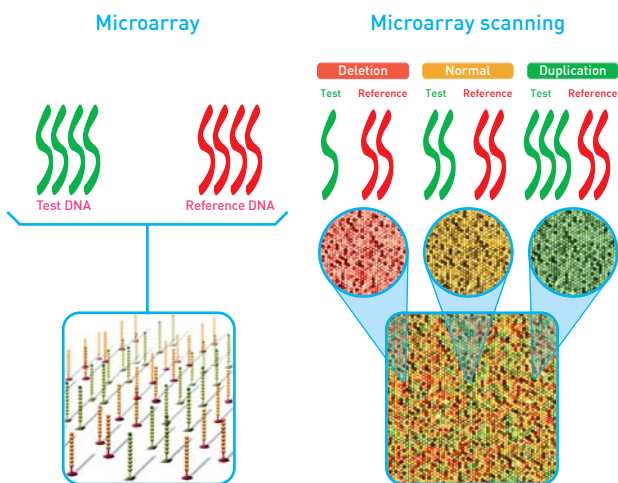 Microarray
Test DNA
Reference DNA
Microarray scanning
Deletion
Normal
Duplication
Test Reference
Test Reference
Test Reference